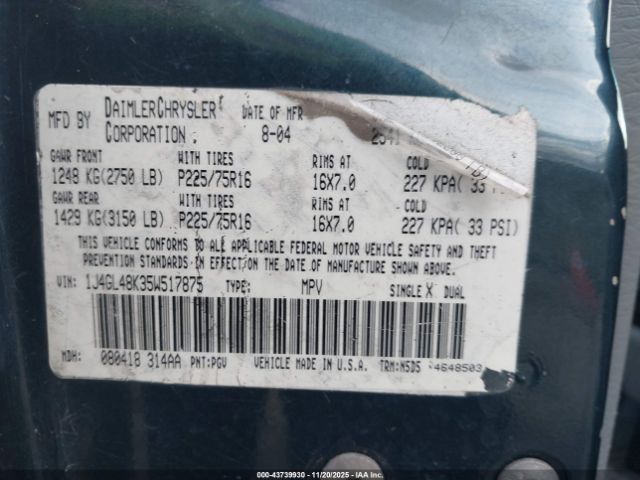 MFD BY DAIMLERCHRYSLER CORPORATION DATE OF MFR 8-04
GAWR FRONT WITH TIRES RIMS AT COLD
1248 KG(2750 LB) P225/75R16 16X7.0 227 KPA( 33
GAWR REAR WITH TIRES RIMS AT COLD
1429 KG(3150 LB) P225/75R16 16X7.0 227 KPA( 33 PSI)
THIS VEHICLE CONFORMS TO ALL APPLICABLE FEDERAL MOTOR VEHICLE SAFETY AND THEFT
PREVENTION STANDARDS IN EFFECT ON THE DATE OF MANUFACTURE SHOWN ABOVE.
VIN: 1J4GL48K35W517875 TYPE: MPV SINGLE X DUAL
MDH: 080418 314AA PNT:PGV VEHICLE MADE IN U.S.A. TRM:N5D5 4648503
000-43739930 - 11/20/2025 - IAAI.COM